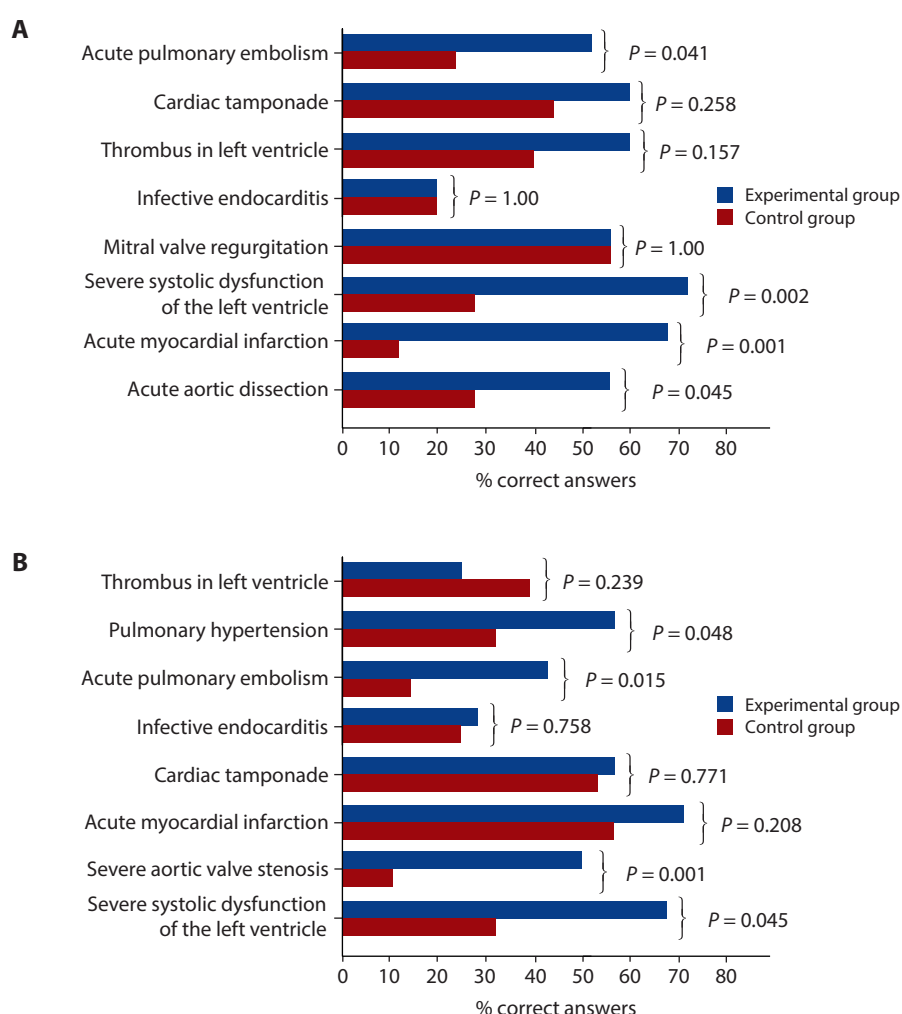 A
Acute pulmonary embolism
P = 0.041
Cardiac tamponade
P = 0.258
Thrombus in left ventricle
P = 0.157
Infective endocarditis
P = 1.00
Experimental group
Control group
Mitral valve regurgitation
P = 1.00
Severe systolic dysfunction
of the left ventricle
P = 0.002
Acute myocardial infarction
P = 0.001
Acute aortic dissection
P = 0.045
0 10 20 30 40 50 60 70 80
% correct answers
B
Thrombus in left ventricle
P = 0.239
Pulmonary hypertension
P = 0.048
Acute pulmonary embolism
P = 0.015
Experimental group
Control group
Infective endocarditis
P = 0.758
Cardiac tamponade
P = 0.771
Acute myocardial infarction
P = 0.208
Severe aortic valve stenosis
P = 0.001
Severe systolic dysfunction
of the left ventricle
P = 0.045
0 10 20 30 40 50 60 70 80
% correct answers